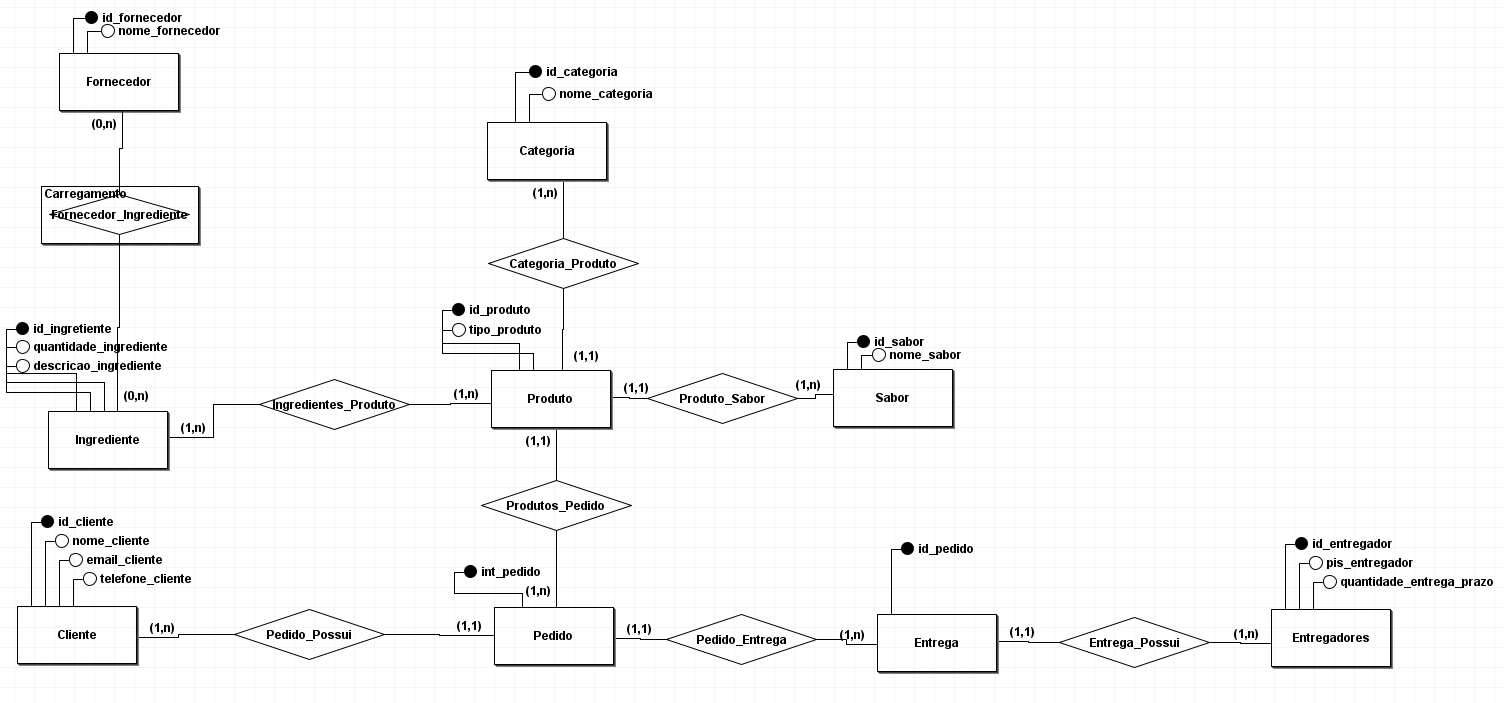 id_fornecedor
nome_fornecedor
Fornecedor
(0,n)
Carregamento
Fornecedor_Ingrediente
id_categoria
nome_categoria
Categoria
(1,n)
Categoria_Produto
id_produto
tipo_produto
(1,1)
id_ingretiente
quantidade_ingrediente
descricao_ingrediente
(0,n)
Ingrediente
(1,n)
Ingredientes_Produto
(1,n)
Produto
(1,1)
Produto_Sabor
(1,n)
id_sabor
nome_sabor
Sabor
(1,1)
Produtos_Pedido
id_cliente
nome_cliente
email_cliente
telefone_cliente
Cliente
(1,n)
Pedido_Possui
(1,1)
int_pedido
(1,n)
Pedido
(1,1)
Pedido_Entrega
(1,n)
id_pedido
Entrega
(1,1)
Entrega_Possui
(1,n)
id_entregador
pis_entregador
quantidade_entrega_prazo
Entregadores